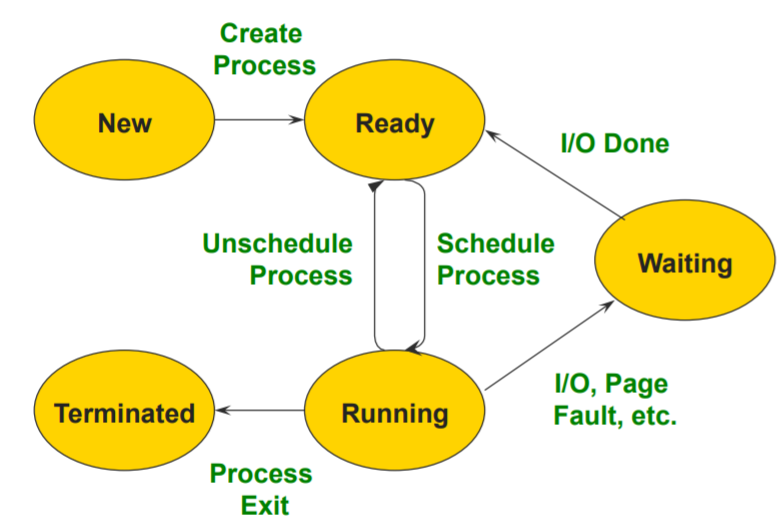 Create
Process
New
Ready
I/O Done
Unschedule
Process
Schedule
Process
Waiting
Terminated
Running
I/O, Page
Fault, etc.
Process
Exit